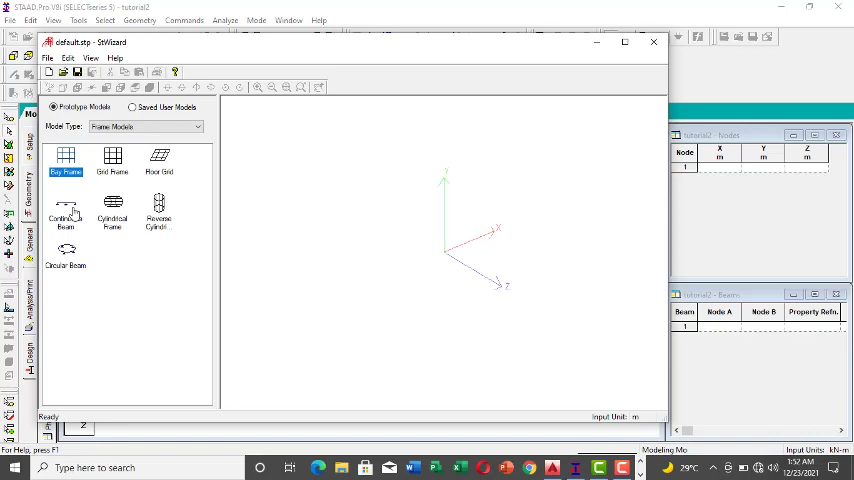 STAAD.Pro V8i (SELECTseries 5) - tutorial2
File Edit View Tools Select Geometry Commands Analyze Mode Window Help
default.stp - StWizard
File Edit View Help
Prototype Models Saved User Models
Model Type: Frame Models
Bay Frame Grid Frame Floor Grid
Beam Cylindrical Frame Reverse Cylindri...
Circular Beam
Y
X
Z
Ready Input Unit: m
Mo
Setup
Geometry
General
Analysis/Print
Design
Z
tutorial2 - Nodes
Node X m Y m Z m
1
tutorial2 - Beams
Beam Node A Node B Property Refn.
1
For Help, press F1 Modeling Mo Input Units: kN-m
Type here to search 29°C 1:52 AM
12/23/2021